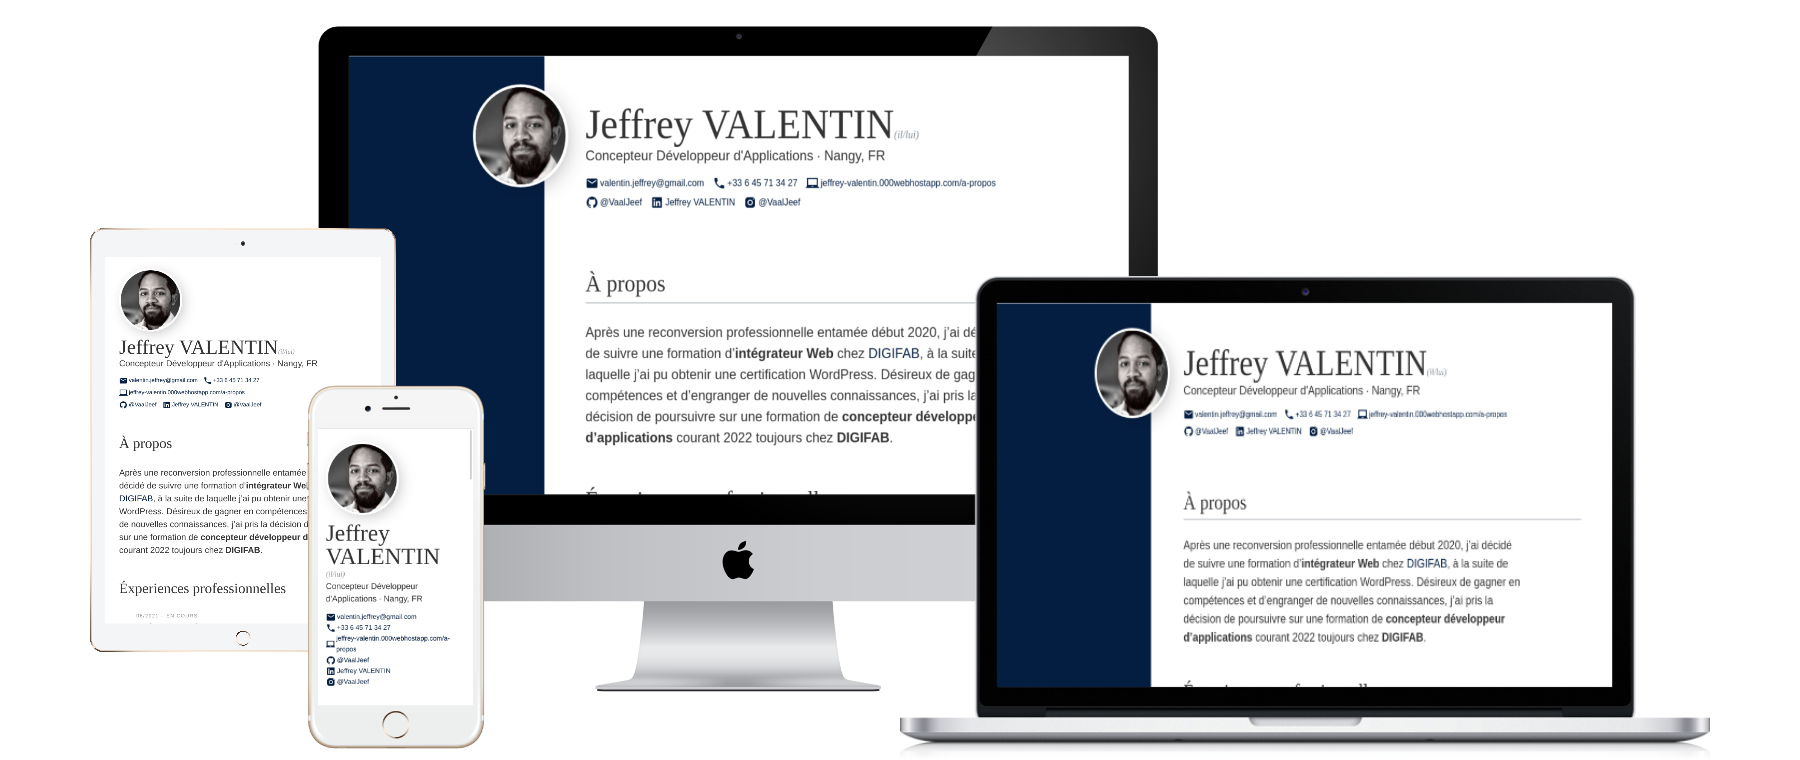 Jeffrey VALENTIN (il/lui)
Concepteur Développeur d'Applications · Nangy, FR
valentin.jeffrey@gmail.com +33 6 45 71 34 27 jeffrey-valentin.000webhostapp.com/a-propos
@VaalJeef Jeffrey VALENTIN @VaalJeef
À propos
Après une reconversion professionnelle entamée début 2020, j'ai dé
de suivre une formation d'intégrateur Web chez DIGIFAB, à la suite
laquelle j'ai pu obtenir une certification WordPress. Désireux de gag
compétences et d'engranger de nouvelles connaissances, j'ai pris la
décision de poursuivre sur une formation de concepteur développe
d'applications courant 2022 toujours chez DIGIFAB.
Jeffrey VALENTIN (il/lui)
Concepteur Développeur d'Applications · Nangy, FR
valentin.jeffrey@gmail.com +33 6 45 71 34 27
jeffrey-valentin.000webhostapp.com/a-propos
@VaalJeef Jeffrey VALENTIN @VaalJeef
À propos
Après une reconversion professionnelle entamée
décidé de suivre une formation d'intégrateur Wel
DIGIFAB, à la suite de laquelle j'ai pu obtenir une
WordPress. Désireux de gagner en compétences
de nouvelles connaissances, j'ai pris la décision d
sur une formation de concepteur développeur d
courant 2022 toujours chez DIGIFAB.
Éxperiences professionnelles
06/2021 - EN COURS
Jeffrey
VALENTIN
(il/lui)
Concepteur Développeur
d'Applications · Nangy, FR
valentin.jeffrey@gmail.com
+33 6 45 71 34 27
jeffrey-valentin.000webhostapp.com/a-
propos
@VaalJeef
Jeffrey VALENTIN
@VaalJeef
Jeffrey VALENTIN (il/lui)
Concepteur Développeur d'Applications · Nangy, FR
valentin.jeffrey@gmail.com +33 6 45 71 34 27 jeffrey-valentin.000webhostapp.com/a-propos
@VaalJeef Jeffrey VALENTIN @VaalJeef
À propos
Après une reconversion professionnelle entamée début 2020, j'ai décidé
de suivre une formation d'intégrateur Web chez DIGIFAB, à la suite de
laquelle j'ai pu obtenir une certification WordPress. Désireux de gagner en
compétences et d'engranger de nouvelles connaissances, j'ai pris la
décision de poursuivre sur une formation de concepteur développeur
d'applications courant 2022 toujours chez DIGIFAB.